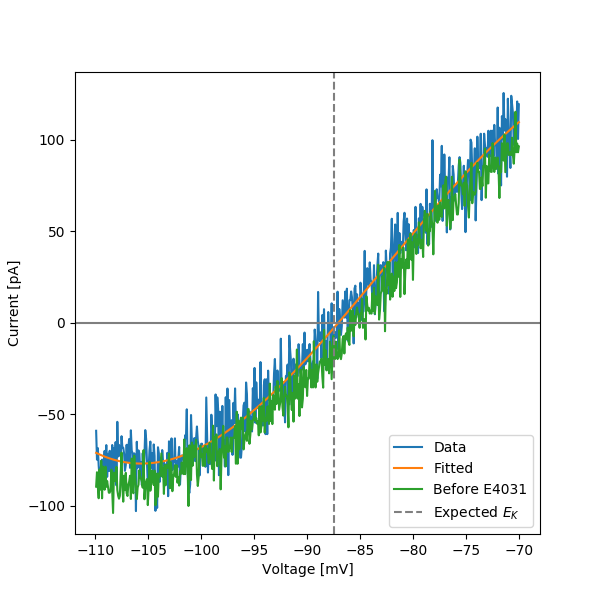 Current [pA]
100
50
0
−50
−100
−110
−105
−100
−95
−90
−85
−80
−75
−70
Voltage [mV]
Data
Fitted
Before E4031
Expected E_K